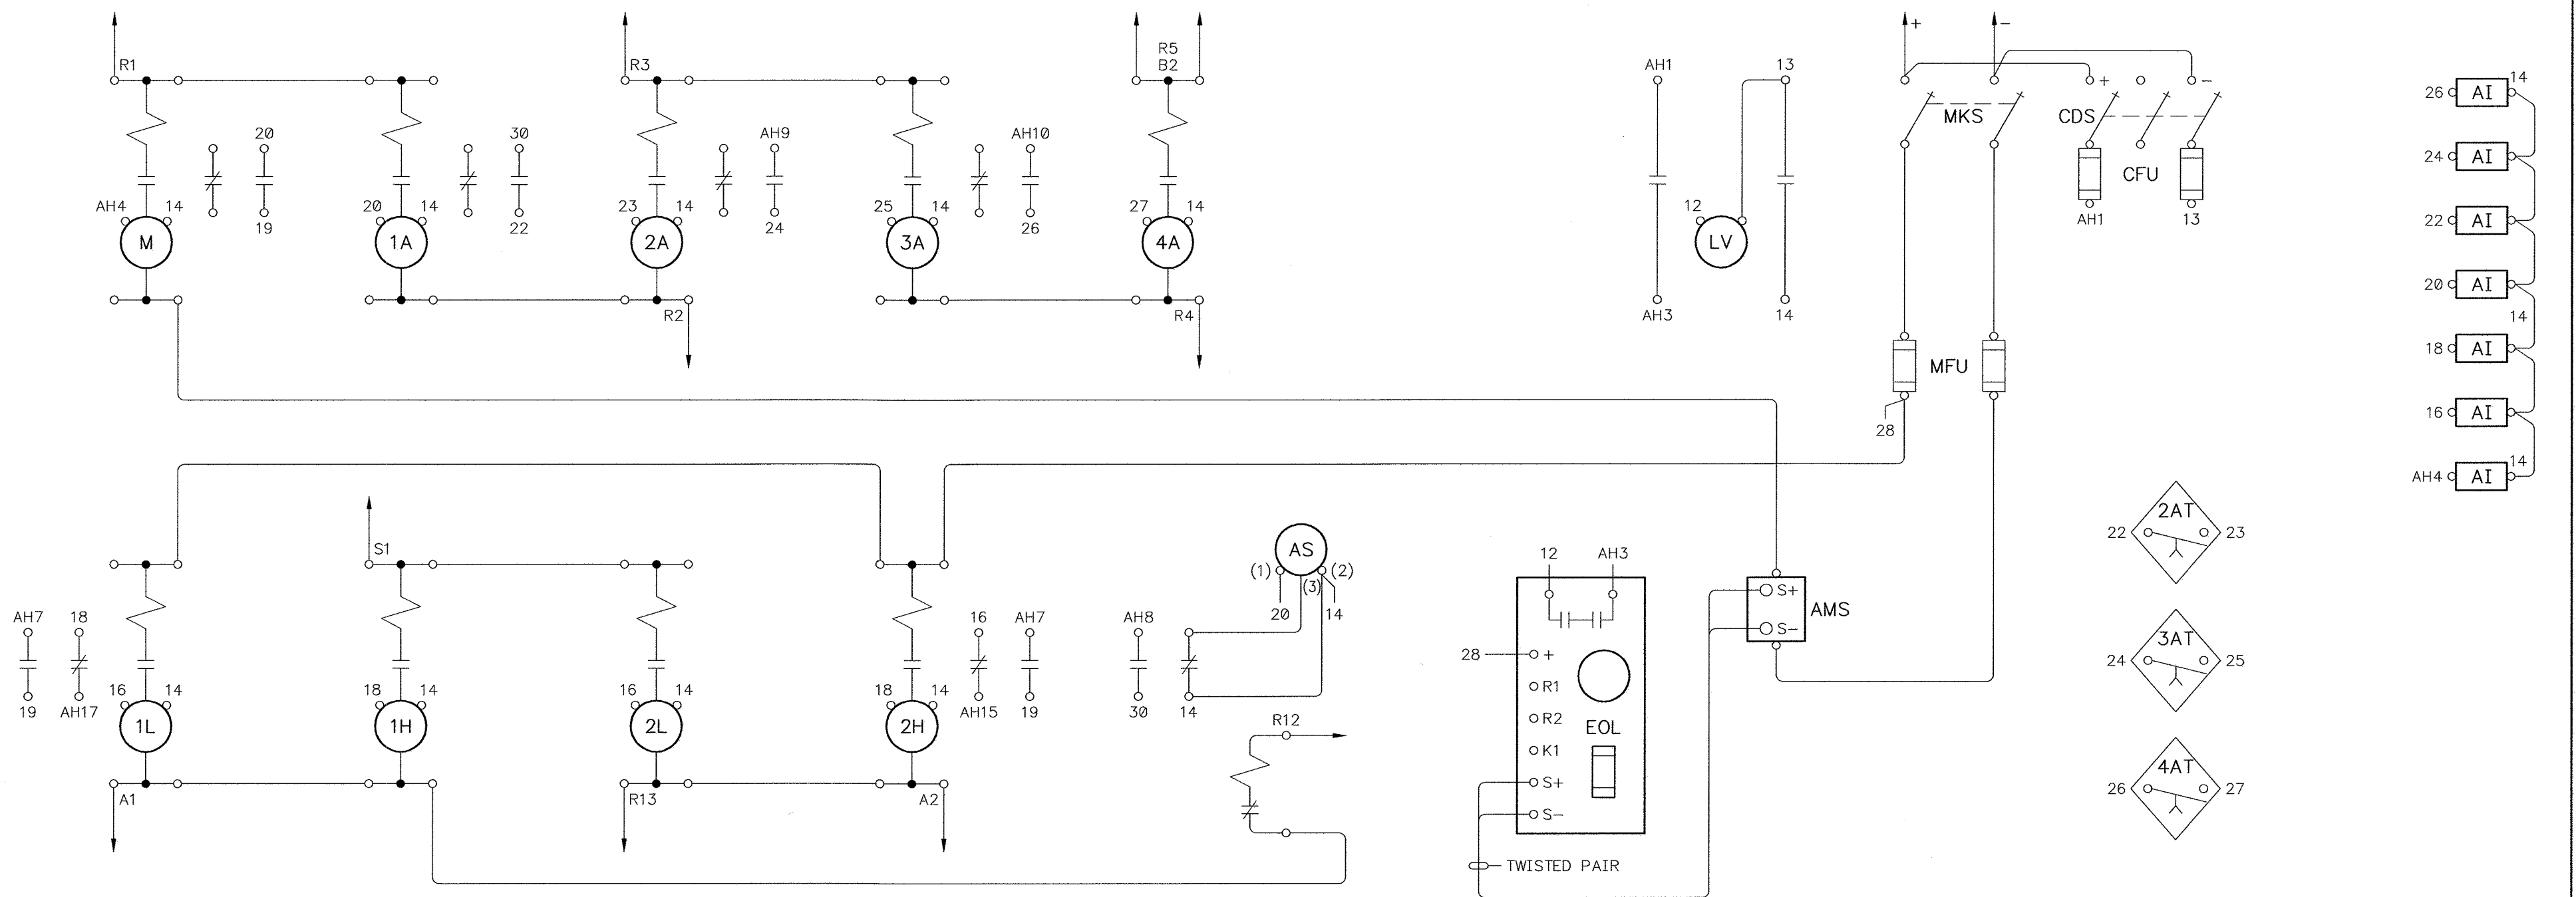 R1 R3 R5 AH1 13 + -
B2
+ -
14
26 AI
MKS CDS
20 30 AH9 AH10
24 AI
CFU
AH4 14 20 14 23 14 25 14 27 14 12
AH1 13
22 AI
19 22 24 26
M 1A 2A 3A 4A LV
20 AI
R2 R4 AH3 14 14
18 AI
MFU
16 AI
28
14
AH4 AI
2AT
22 23
S1 AS 12 AH3
(1) (3) (2)
S+
AMS
20 14
AH7 18 16 AH7 AH8
S-
3AT
28 + 24 25
16 14 18 14 16 14 18 14
R1
19 AH17 AH15 19 30 14
1L 1H 2L 2H R12 R2 EOL
K1
4AT
S+
26 27
A1 R13 A2
S-
TWISTED PAIR